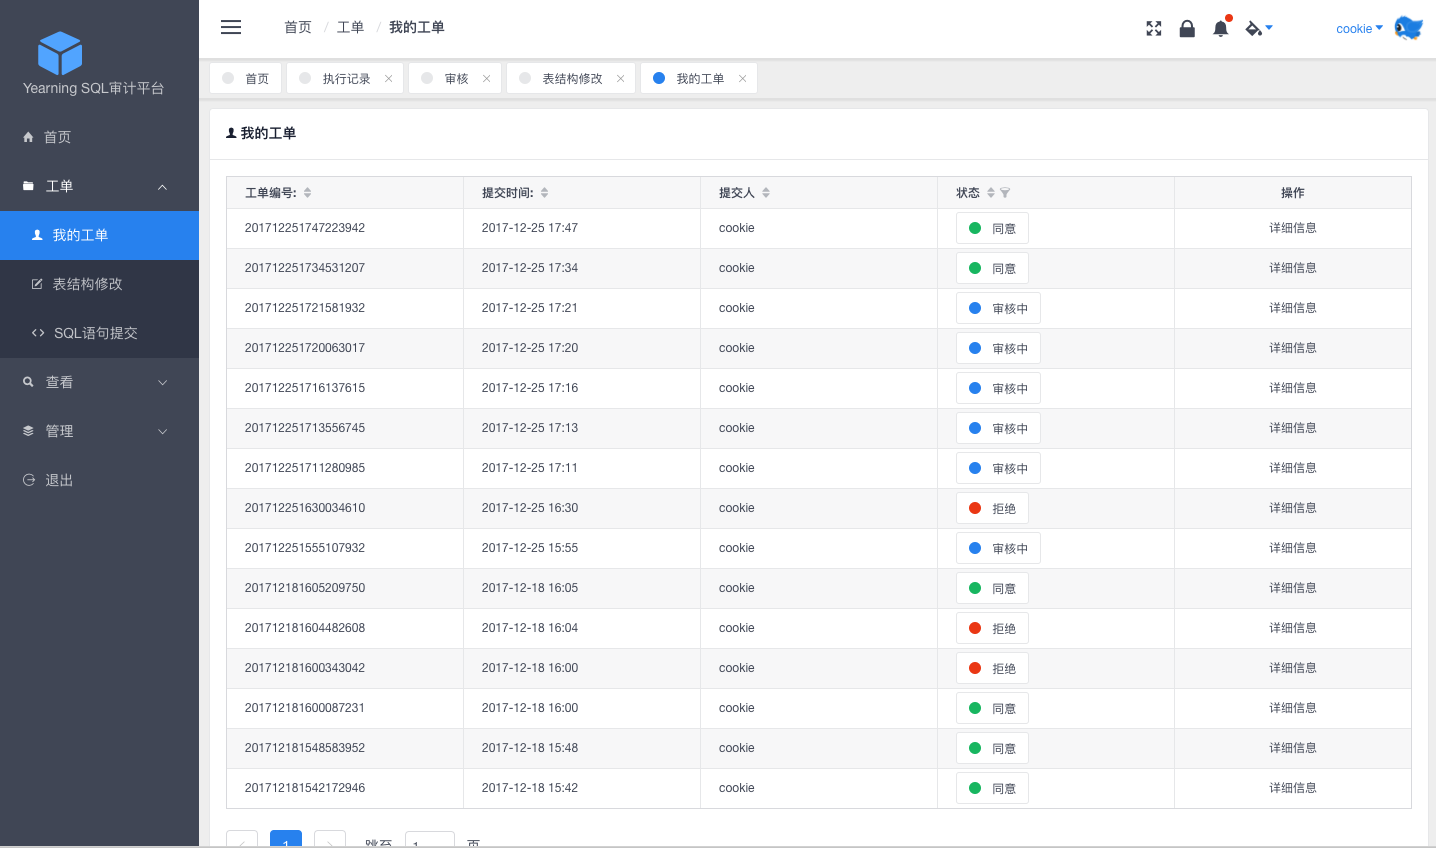 Yearning SQL审计平台
首页
工单
我的工单
表结构修改
SQL语句提交
查看
管理
退出
首页 / 工单 / 我的工单
cookie
首页 执行记录 审核 表结构修改 我的工单
我的工单
工单编号: 提交时间: 提交人 状态 操作
201712251747223942 2017-12-25 17:47 cookie 同意 详细信息
201712251734531207 2017-12-25 17:34 cookie 同意 详细信息
201712251721581932 2017-12-25 17:21 cookie 审核中 详细信息
201712251720063017 2017-12-25 17:20 cookie 审核中 详细信息
201712251716137615 2017-12-25 17:16 cookie 审核中 详细信息
201712251713556745 2017-12-25 17:13 cookie 审核中 详细信息
201712251711280985 2017-12-25 17:11 cookie 审核中 详细信息
201712251630034610 2017-12-25 16:30 cookie 拒绝 详细信息
201712251555107932 2017-12-25 15:55 cookie 审核中 详细信息
201712181605209750 2017-12-18 16:05 cookie 同意 详细信息
201712181604482608 2017-12-18 16:04 cookie 拒绝 详细信息
201712181600343042 2017-12-18 16:00 cookie 拒绝 详细信息
201712181600087231 2017-12-18 16:00 cookie 同意 详细信息
201712181548583952 2017-12-18 15:48 cookie 同意 详细信息
201712181542172946 2017-12-18 15:42 cookie 同意 详细信息
1 跳至 1 页